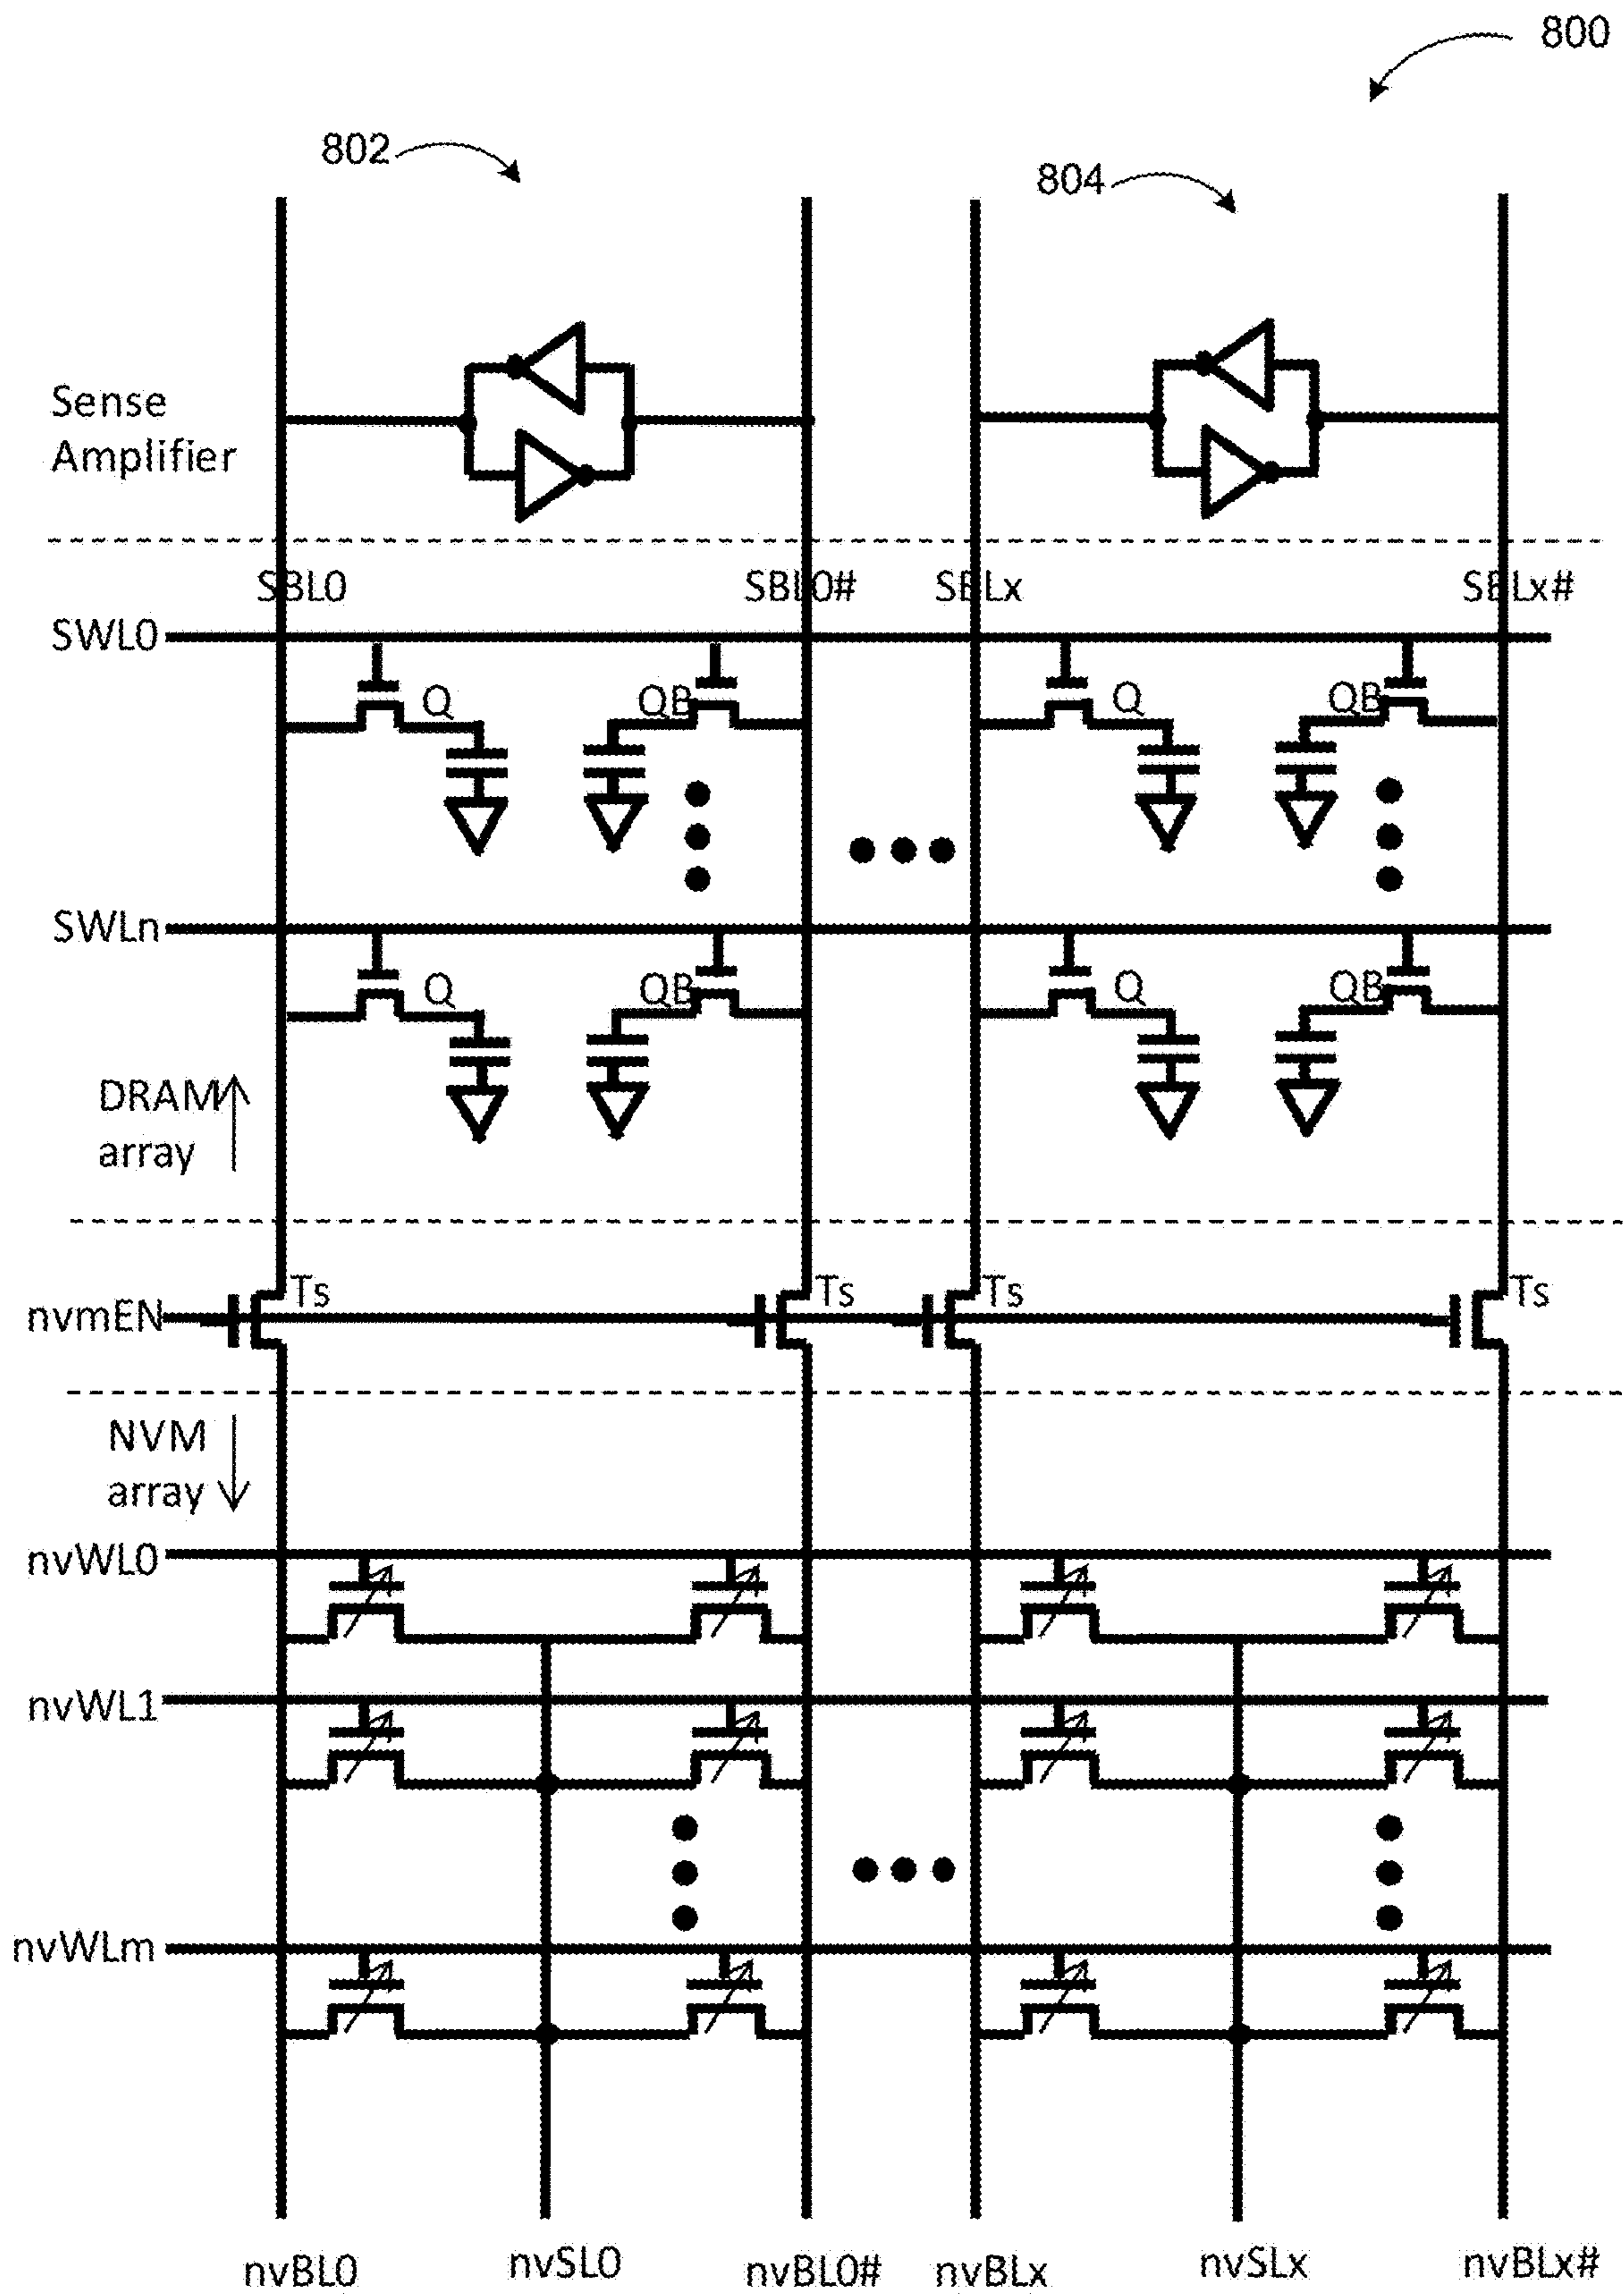 800
802
804
Sense
Amplifier
SBL0 SBL0# SBLx SBLx#
SWL0
Q QB Q QB
SWLn
Q QB Q QB
DRAM
array
Ts Ts Ts Ts
nvmEN
NVM
array
nvWL0
nvWL1
nvWLm
nvBL0 nvSL0 nvBL0# nvBLx nvSLx nvBLx#